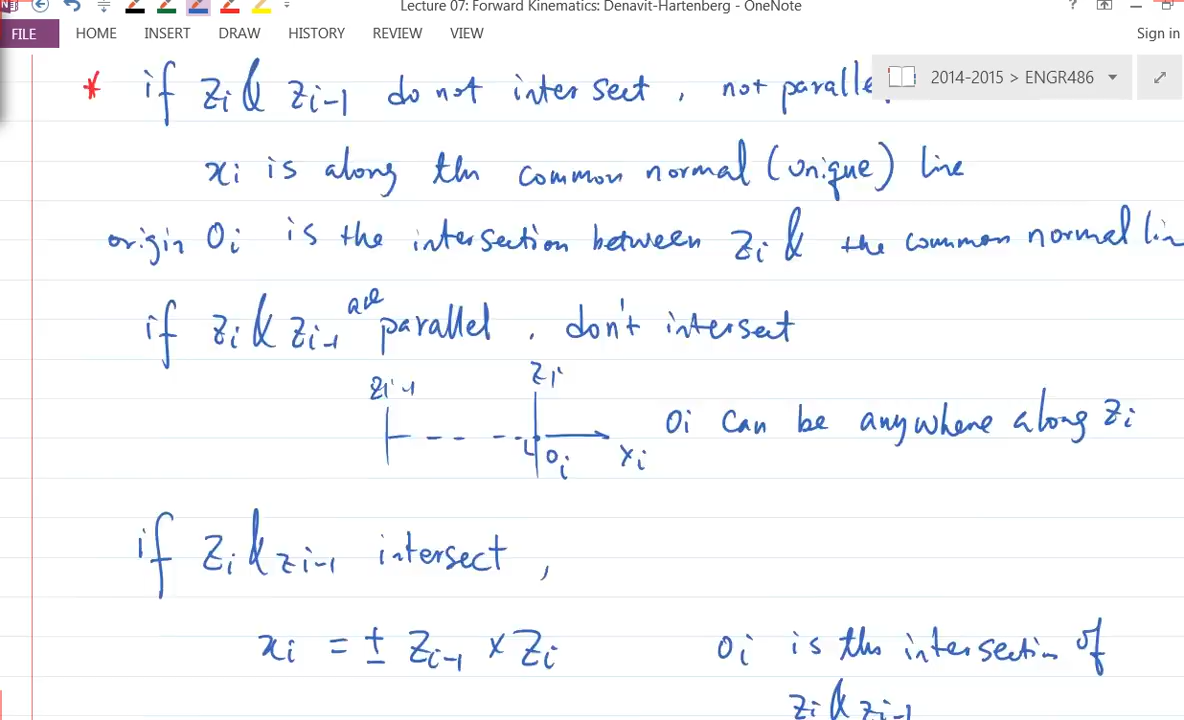 Lecture 07: Forward Kinematics: Denavit-Hartenberg - OneNote
FILE HOME INSERT DRAW HISTORY REVIEW VIEW Sign in
2014-2015 > ENGR486
* if Zi & Zi-1 do not intersect, not paralle
xi is along the common normal (unique) line
origin Oi is the intersection between Zi & the common normal lin
if Zi & Zi-1 are parallel, don't intersect
Zi-1 Zi
Oi xi
Oi can be anywhere along Zi
if Zi & Zi-1 intersect,
xi = ± Zi-1 × Zi
Oi is the intersection of
Zi & Zi-1